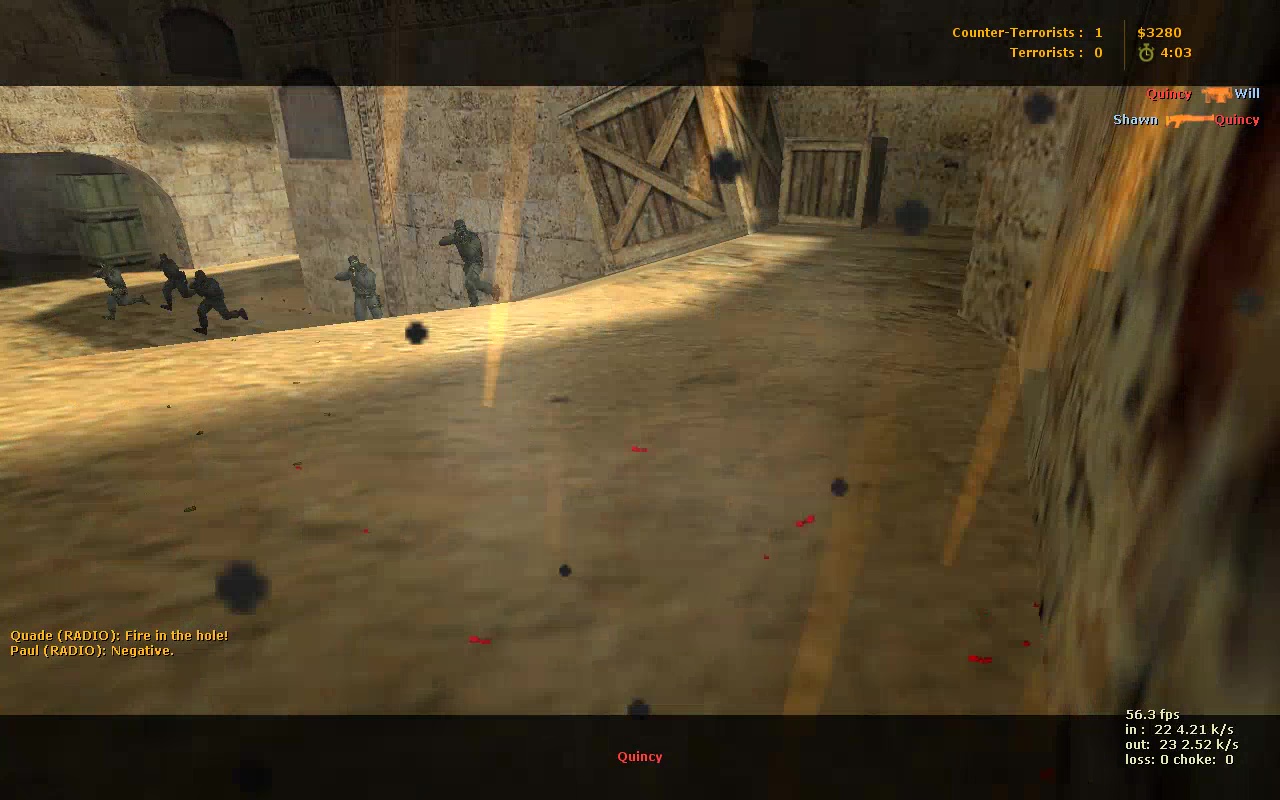 Counter-Terrorists : 1 $3280
Terrorists : 0 4:03
Quincy Will
Shawn Quincy
Quade (RADIO): Fire in the hole!
Paul (RADIO): Negative.
56.3 fps
in : 22 4.21 k/s
out: 23 2.52 k/s
loss: 0 choke: 0
Quincy